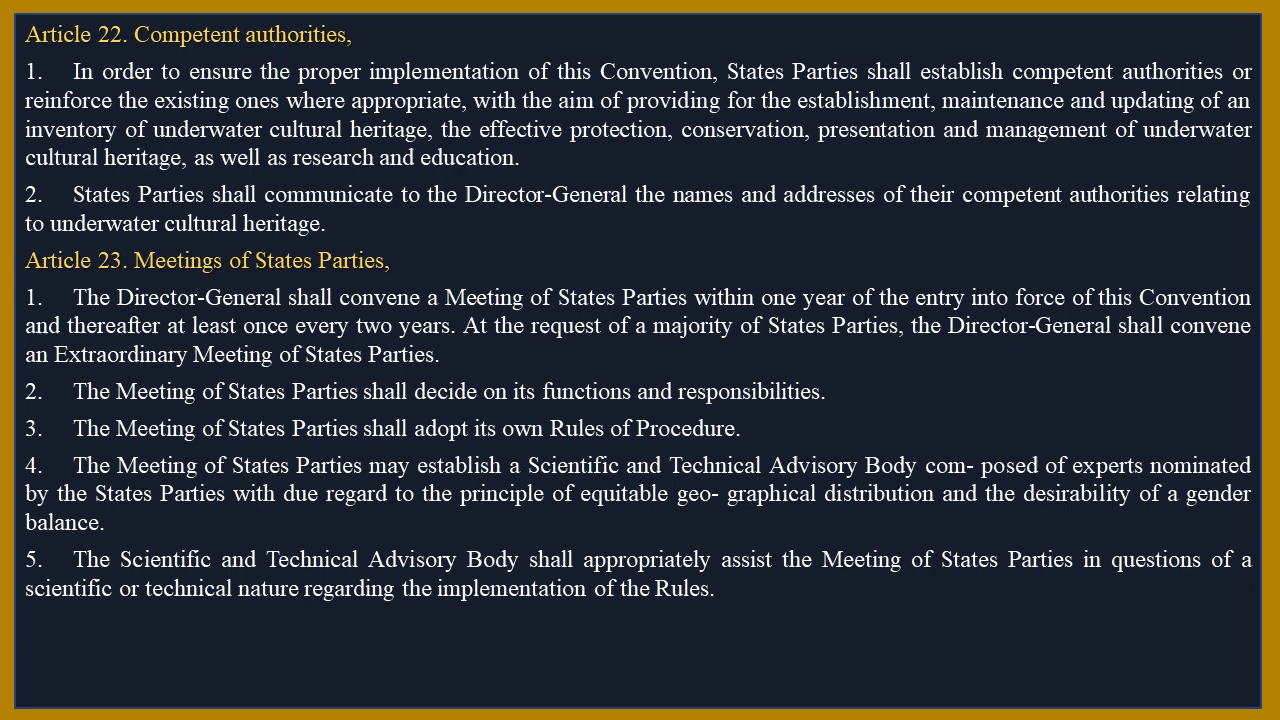 Article 22. Competent authorities,
1. In order to ensure the proper implementation of this Convention, States Parties shall establish competent authorities or
reinforce the existing ones where appropriate, with the aim of providing for the establishment, maintenance and updating of an
inventory of underwater cultural heritage, the effective protection, conservation, presentation and management of underwater
cultural heritage, as well as research and education.
2. States Parties shall communicate to the Director-General the names and addresses of their competent authorities relating
to underwater cultural heritage.
Article 23. Meetings of States Parties,
1. The Director-General shall convene a Meeting of States Parties within one year of the entry into force of this Convention
and thereafter at least once every two years. At the request of a majority of States Parties, the Director-General shall convene
an Extraordinary Meeting of States Parties.
2. The Meeting of States Parties shall decide on its functions and responsibilities.
3. The Meeting of States Parties shall adopt its own Rules of Procedure.
4. The Meeting of States Parties may establish a Scientific and Technical Advisory Body com- posed of experts nominated
by the States Parties with due regard to the principle of equitable geo- graphical distribution and the desirability of a gender
balance.
5. The Scientific and Technical Advisory Body shall appropriately assist the Meeting of States Parties in questions of a
scientific or technical nature regarding the implementation of the Rules.